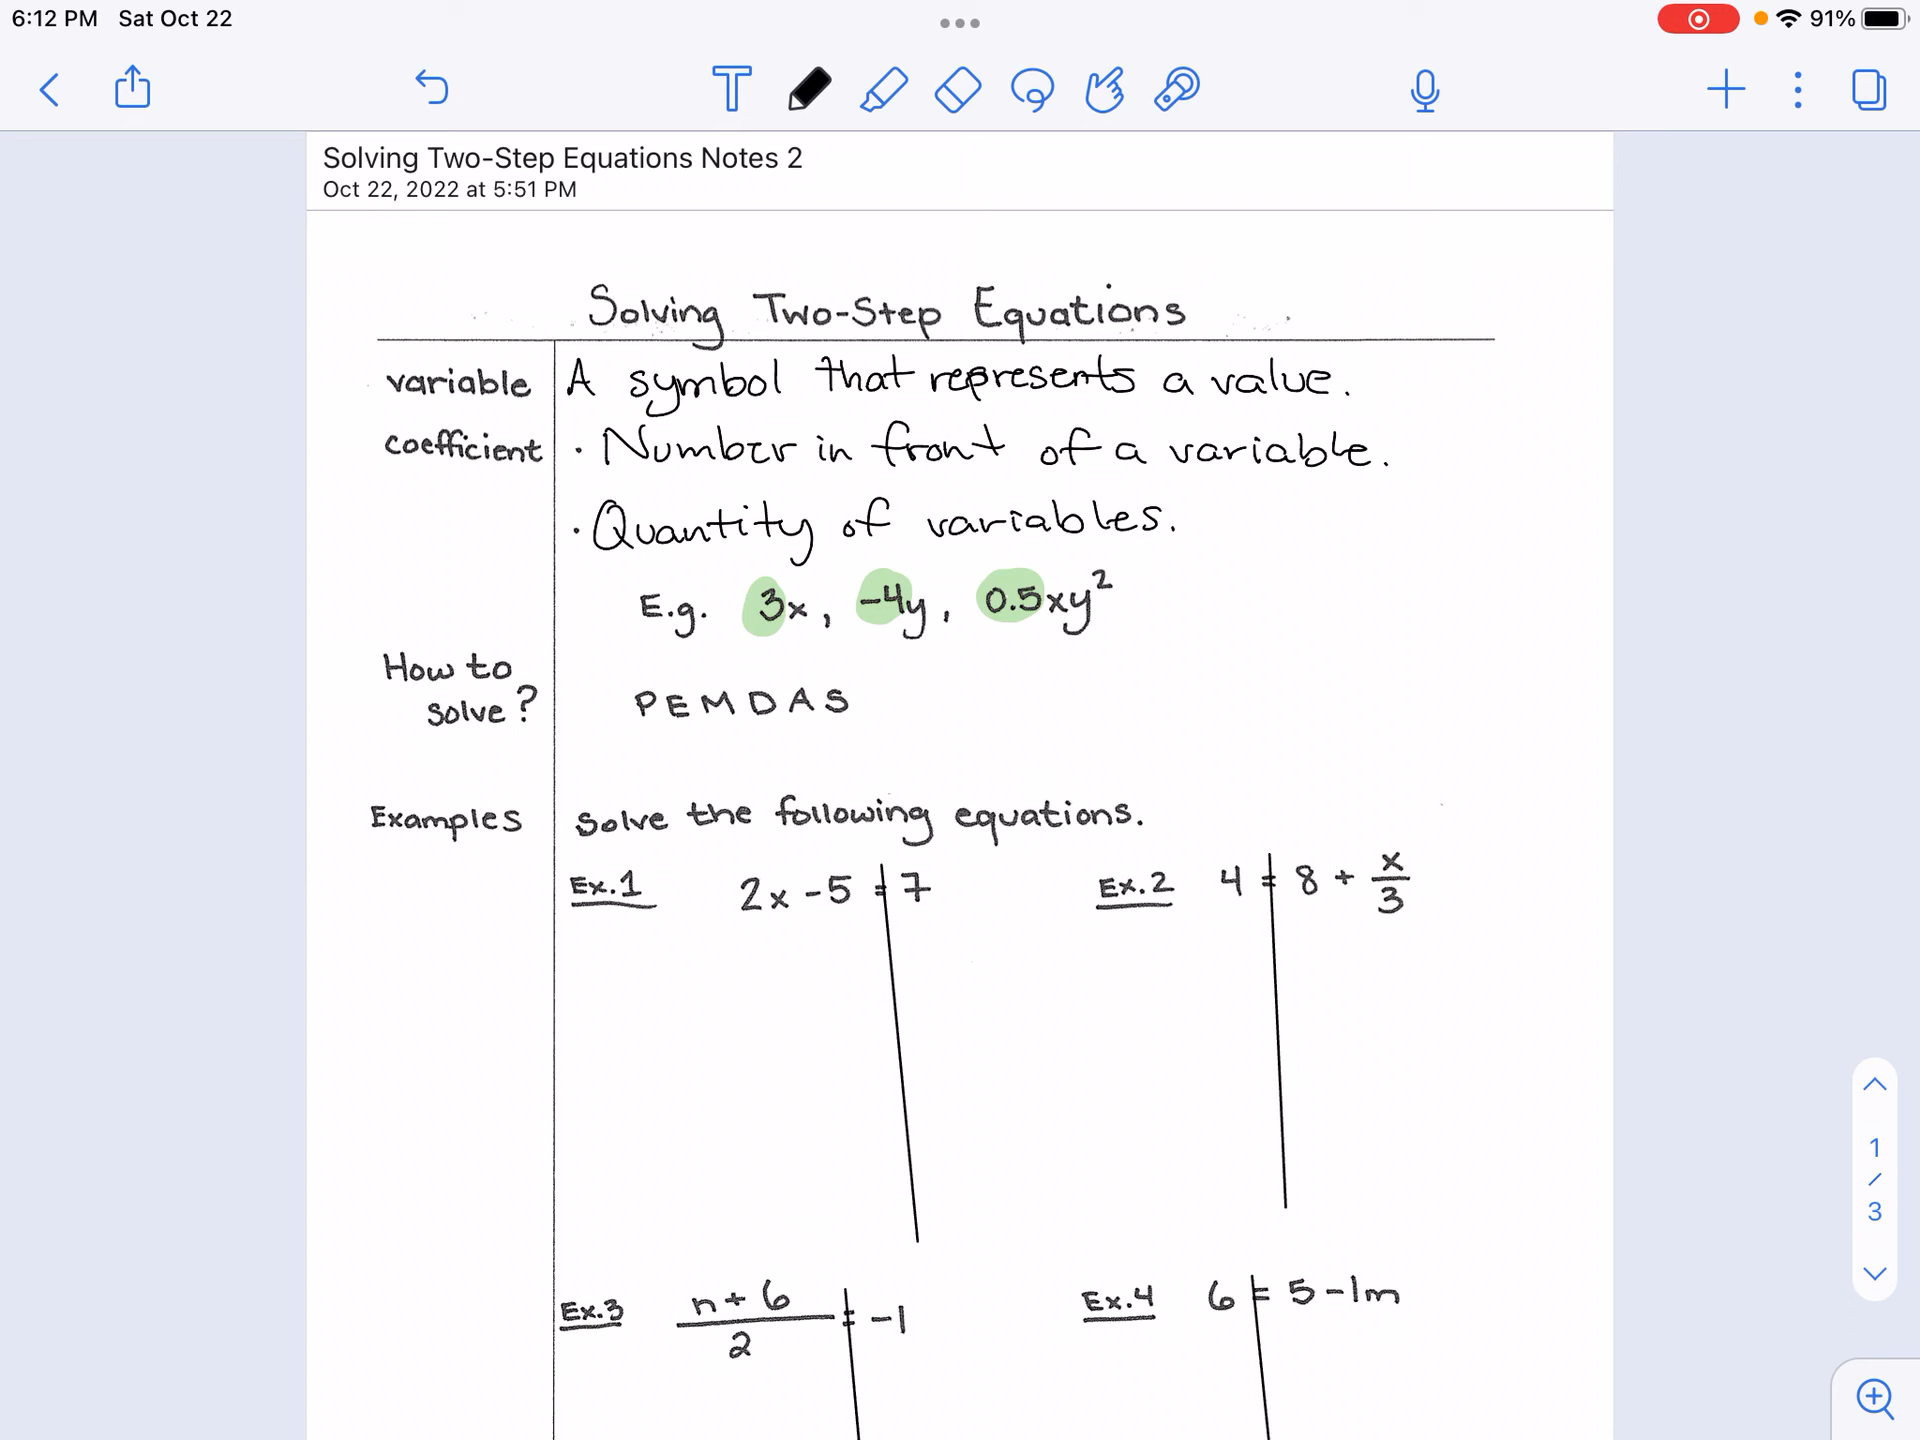 6:12 PM Sat Oct 22
91%
Solving Two-Step Equations Notes 2
Oct 22, 2022 at 5:51 PM
Solving Two-Step Equations
variable A symbol that represents a value.
coefficient · Number in front of a variable.
· Quantity of variables.
E.g. 3x, -4y, 0.5xy²
How to
solve? PEMDAS
Examples Solve the following equations.
Ex.1 2x - 5 = 7 Ex.2 4 = 8 + x/3
Ex.3 n + 6 / 2 = -1 Ex.4 6 = 5 - 1m
1
/
3